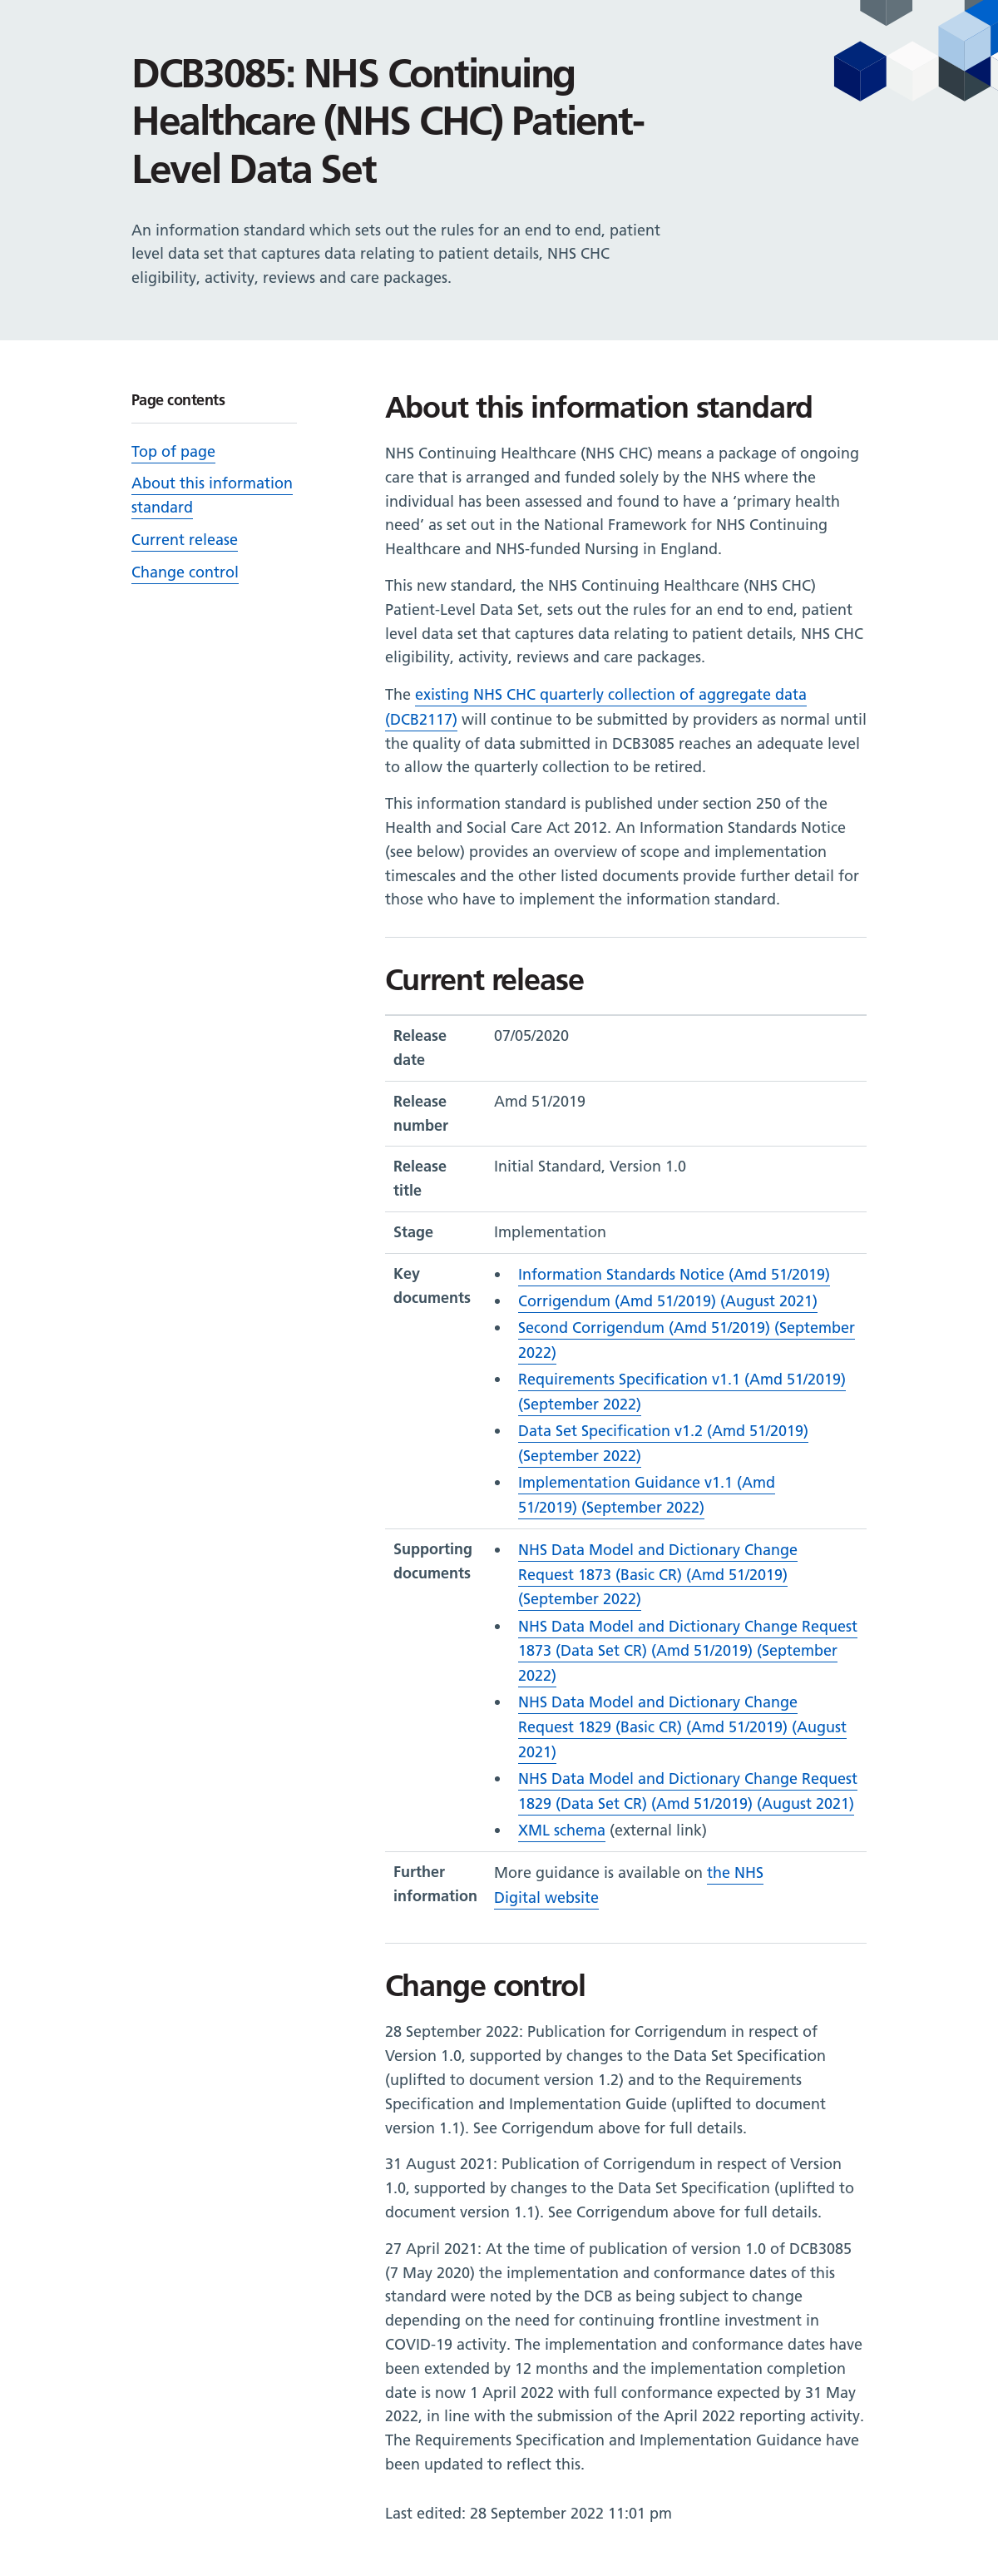 DCB3085: NHS Continuing
Healthcare (NHS CHC) Patient-
Level Data Set
An information standard which sets out the rules for an end to end, patient
level data set that captures data relating to patient details, NHS CHC
eligibility, activity, reviews and care packages.
Page contents
Top of page
About this information
standard
Current release
Change control
About this information standard
NHS Continuing Healthcare (NHS CHC) means a package of ongoing
care that is arranged and funded solely by the NHS where the
individual has been assessed and found to have a ‘primary health
need’ as set out in the National Framework for NHS Continuing
Healthcare and NHS-funded Nursing in England.
This new standard, the NHS Continuing Healthcare (NHS CHC)
Patient-Level Data Set, sets out the rules for an end to end, patient
level data set that captures data relating to patient details, NHS CHC
eligibility, activity, reviews and care packages.
The existing NHS CHC quarterly collection of aggregate data
(DCB2117) will continue to be submitted by providers as normal until
the quality of data submitted in DCB3085 reaches an adequate level
to allow the quarterly collection to be retired.
This information standard is published under section 250 of the
Health and Social Care Act 2012. An Information Standards Notice
(see below) provides an overview of scope and implementation
timescales and the other listed documents provide further detail for
those who have to implement the information standard.
Current release
Release 07/05/2020
date
Release Amd 51/2019
number
Release Initial Standard, Version 1.0
title
Stage Implementation
Key • Information Standards Notice (Amd 51/2019)
documents • Corrigendum (Amd 51/2019) (August 2021)
• Second Corrigendum (Amd 51/2019) (September
2022)
• Requirements Specification v1.1 (Amd 51/2019)
(September 2022)
• Data Set Specification v1.2 (Amd 51/2019)
(September 2022)
• Implementation Guidance v1.1 (Amd
51/2019) (September 2022)
Supporting • NHS Data Model and Dictionary Change
documents Request 1873 (Basic CR) (Amd 51/2019)
(September 2022)
• NHS Data Model and Dictionary Change Request
1873 (Data Set CR) (Amd 51/2019) (September
2022)
• NHS Data Model and Dictionary Change
Request 1829 (Basic CR) (Amd 51/2019) (August
2021)
• NHS Data Model and Dictionary Change Request
1829 (Data Set CR) (Amd 51/2019) (August 2021)
• XML schema (external link)
Further More guidance is available on the NHS
information Digital website
Change control
28 September 2022: Publication for Corrigendum in respect of
Version 1.0, supported by changes to the Data Set Specification
(uplifted to document version 1.2) and to the Requirements
Specification and Implementation Guide (uplifted to document
version 1.1). See Corrigendum above for full details.
31 August 2021: Publication of Corrigendum in respect of Version
1.0, supported by changes to the Data Set Specification (uplifted to
document version 1.1). See Corrigendum above for full details.
27 April 2021: At the time of publication of version 1.0 of DCB3085
(7 May 2020) the implementation and conformance dates of this
standard were noted by the DCB as being subject to change
depending on the need for continuing frontline investment in
COVID-19 activity. The implementation and conformance dates have
been extended by 12 months and the implementation completion
date is now 1 April 2022 with full conformance expected by 31 May
2022, in line with the submission of the April 2022 reporting activity.
The Requirements Specification and Implementation Guidance have
been updated to reflect this.
Last edited: 28 September 2022 11:01 pm